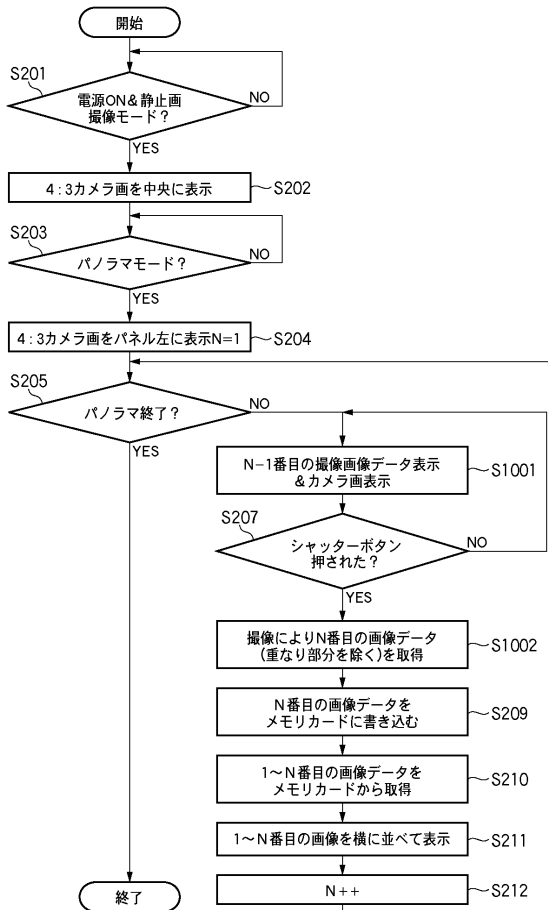 開始
S201
電源ON＆静止画
撮像モード？
NO
YES
4：3カメラ画を中央に表示
S202
S203
パノラマモード？
NO
YES
4：3カメラ画をパネル左に表示N=1
S204
S205
パノラマ終了？
NO
YES
N−1番目の撮像画像データ表示
＆カメラ画表示
S1001
S207
シャッターボタン
押された？
NO
YES
撮像によりN番目の画像データ
(重なり部分を除く)を取得
S1002
N番目の画像データを
メモリカードに書き込む
S209
1〜N番目の画像データを
メモリカードから取得
S210
1〜N番目の画像を横に並べて表示
S211
終了
N++
S212